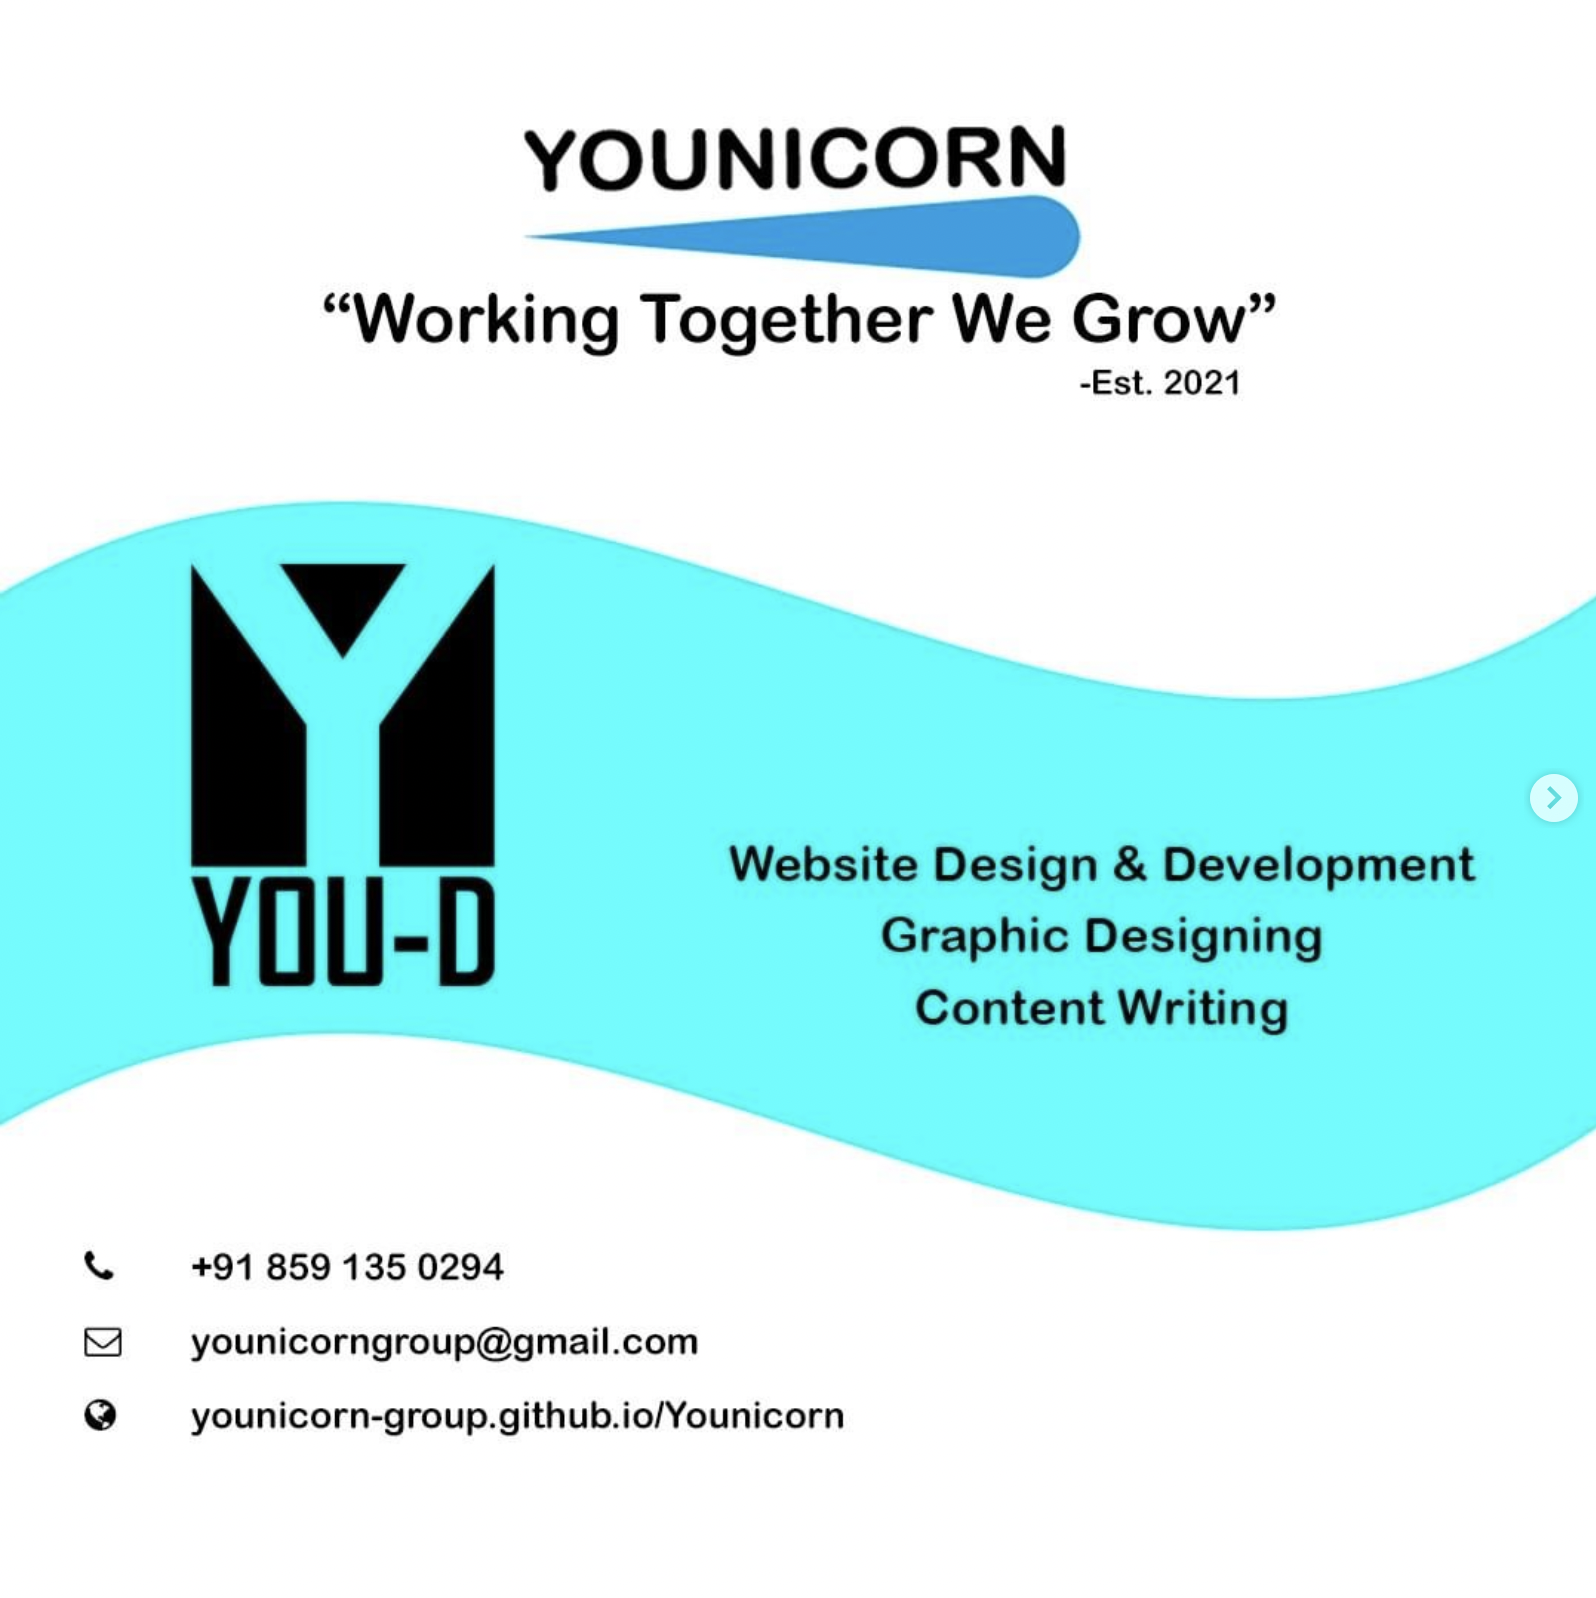 YOUNICORN
“Working Together We Grow”
-Est. 2021
YOU-D
Website Design & Development
Graphic Designing
Content Writing
+91 859 135 0294
younicorngroup@gmail.com
younicorn-group.github.io/Younicorn